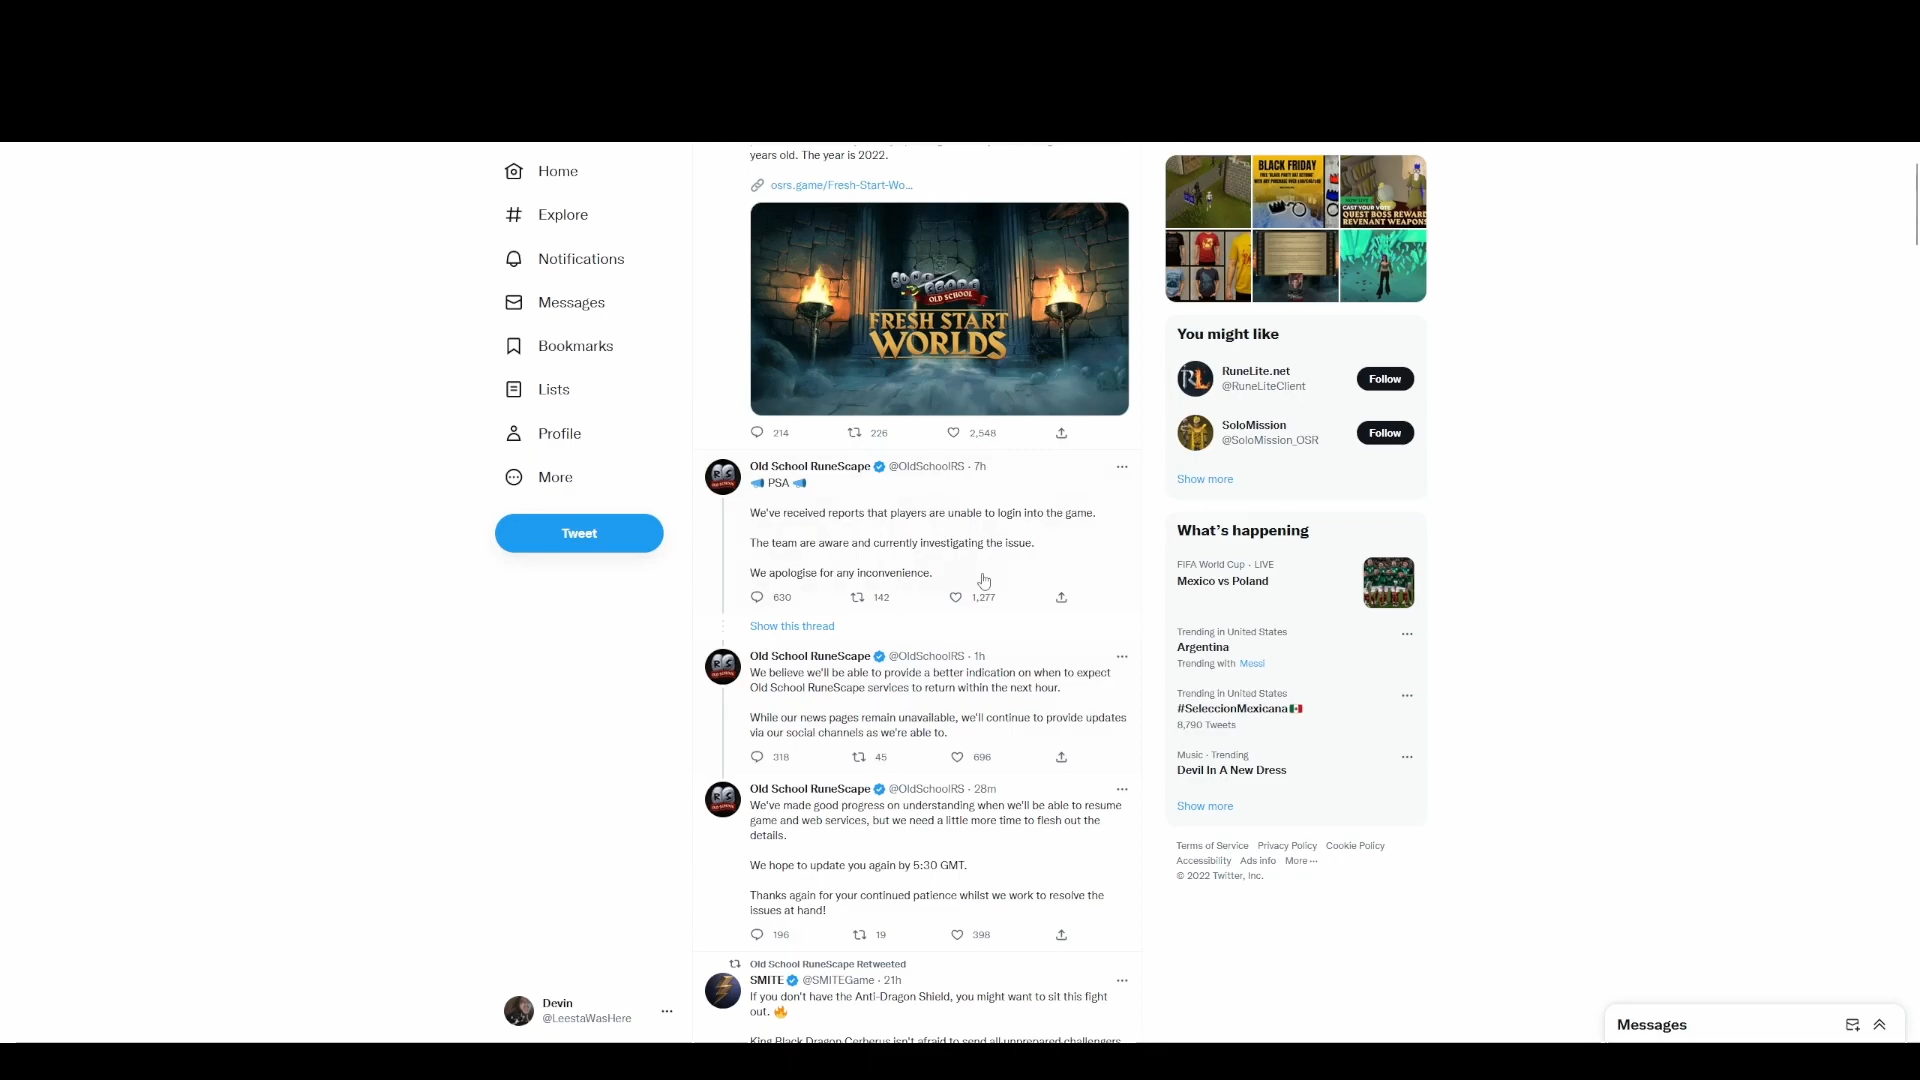 Home
Explore
Notifications
Messages
Bookmarks
Lists
Profile
More
Tweet
Devin
@LeestaWasHere
years old. The year is 2022.
osrs.game/Fresh-Start-Wo...
RUNE SCAPE
OLD SCHOOL
FRESH START
WORLDS
214 226 2,548
Old School RuneScape @OldSchoolRS · 7h
📣 PSA 📣
We've received reports that players are unable to login into the game.
The team are aware and currently investigating the issue.
We apologise for any inconvenience.
630 142 1,277
Show this thread
Old School RuneScape @OldSchoolRS · 1h
We believe we'll be able to provide a better indication on when to expect
Old School RuneScape services to return within the next hour.
While our news pages remain unavailable, we'll continue to provide updates
via our social channels as we're able to.
318 45 696
Old School RuneScape @OldSchoolRS · 28m
We've made good progress on understanding when we'll be able to resume
game and web services, but we need a little more time to flesh out the
details.
We hope to update you again by 5:30 GMT.
Thanks again for your continued patience whilst we work to resolve the
issues at hand!
196 19 398
Old School RuneScape Retweeted
SMITE @SMITEGame · 21h
If you don't have the Anti-Dragon Shield, you might want to sit this fight
out. 🔥
King Black Dragon Cerberus isn't afraid to send all unprepared challengers
BLACK FRIDAY
CAST YOUR VOTE
QUEST BOSS REWARD
REVENANT WEAPONS
You might like
RuneLite.net
@RuneLiteClient
Follow
SoloMission
@SoloMission_OSR
Follow
Show more
What's happening
FIFA World Cup · LIVE
Mexico vs Poland
Trending in United States
Argentina
Trending with Messi
Trending in United States
#SeleccionMexicana🇲🇽
8,790 Tweets
Music · Trending
Devil In A New Dress
Show more
Terms of Service Privacy Policy Cookie Policy
Accessibility Ads info More ···
© 2022 Twitter, Inc.
Messages